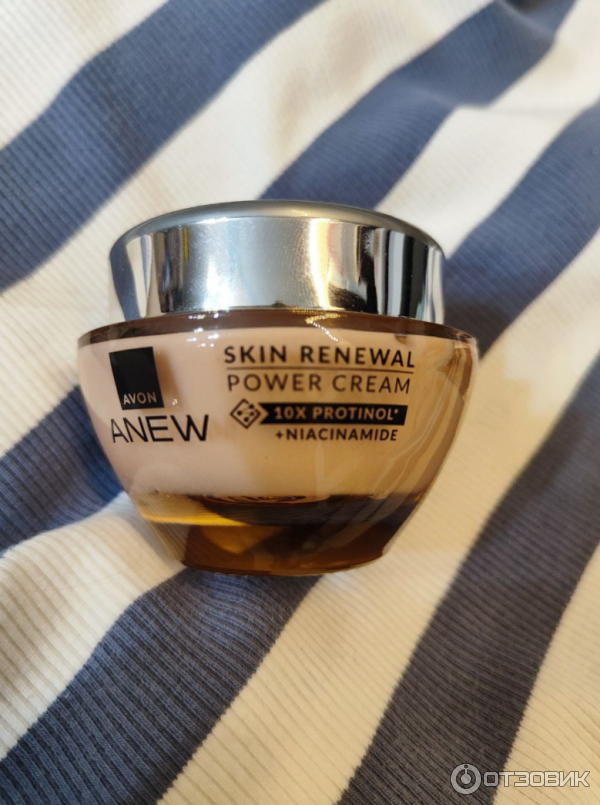 AVON
ANEW
SKIN RENEWAL
POWER CREAM
10X PROTINOL*
+NIACINAMIDE
ОТЗОВИК